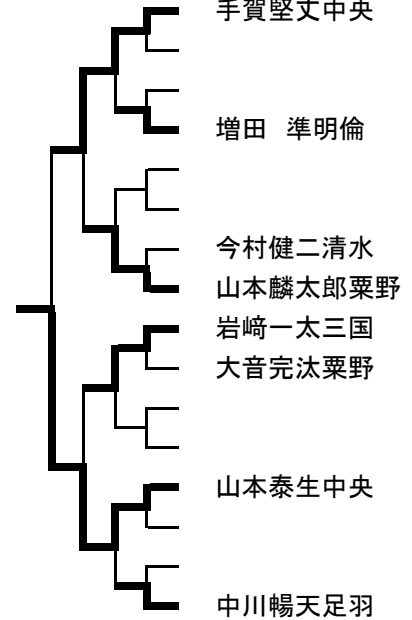 手賀堅丈中央
増田　準明倫
今村健二清水
山本麟太郎粟野
岩﨑一太三国
大音完汰粟野
山本泰生中央
中川暢天足羽